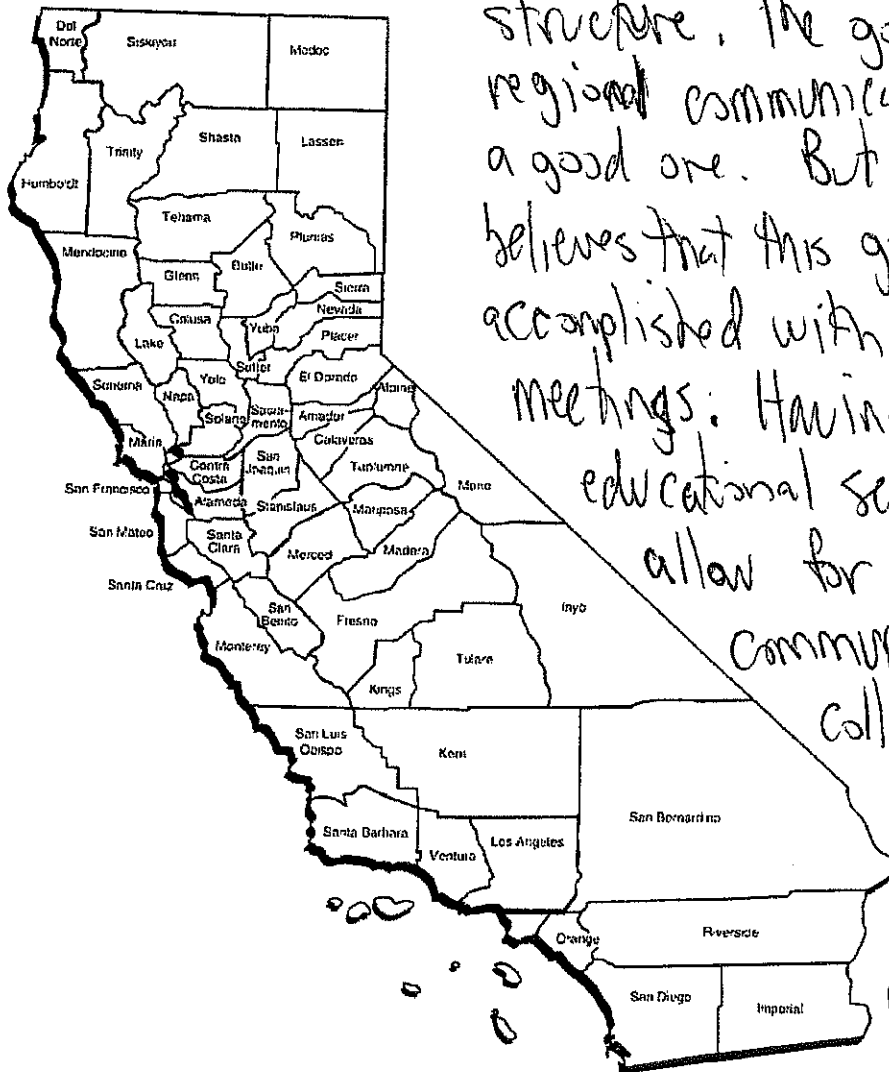 structure. The go
regional communica
a good one. But
believes that this g
accomplished with
meetings. Havin
educational se
allow for
commun
coll
Del
Norte
Siskiyou
Modoc
Humboldt
Trinity
Shasta
Lassen
Tehama
Plumas
Mendocino
Glenn
Butte
Sierra
Lake
Colusa
Yuba
Nevada
Sutter
Placer
Sonoma
Napa
Yolo
El Dorado
Alpine
Solano
Sacra-
mento
Amador
Marin
Calaveras
San Francisco
Contra
Costa
San
Joaquin
Tuolumne
Mono
Alameda
Stanislaus
San Mateo
Santa
Clara
Mariposa
Santa Cruz
Merced
Madera
San
Benito
Fresno
Inyo
Monterey
Kings
Tulare
San Luis
Obispo
Kern
San Bernardino
Santa Barbara
Ventura
Los Angeles
Orange
Riverside
San Diego
Imperial